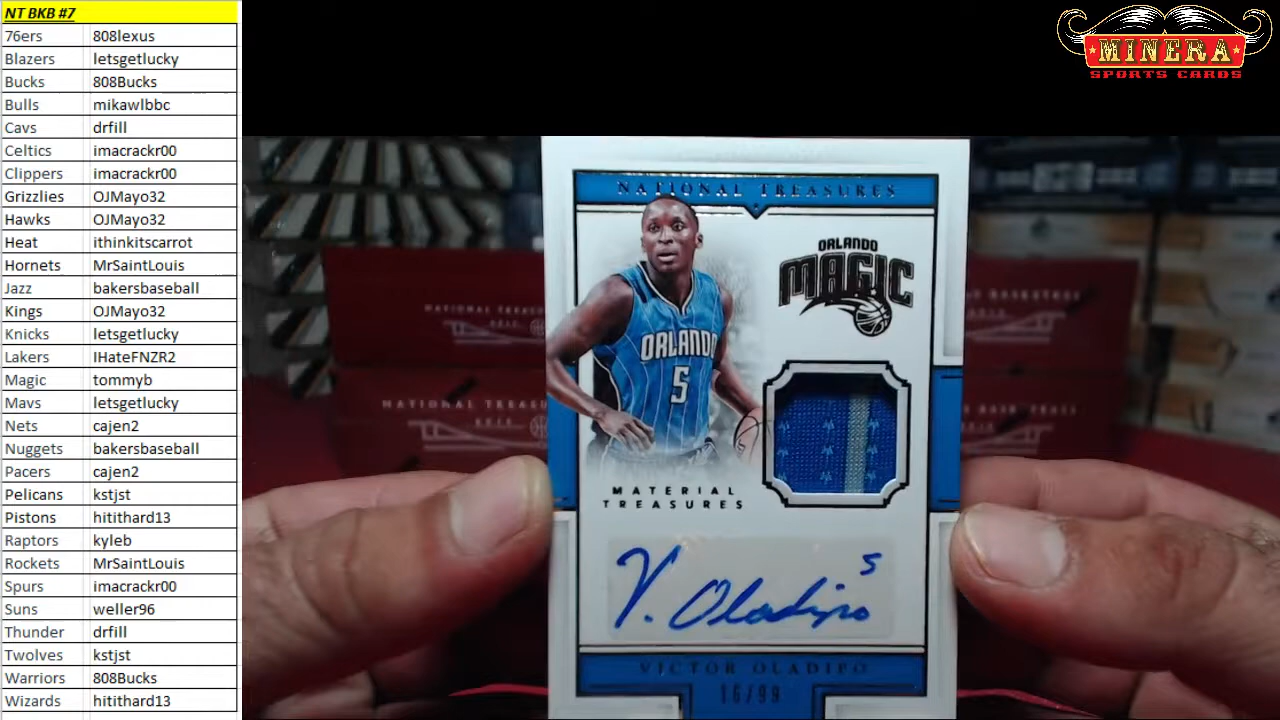 NT BKB #7
76ers 808lexus
Blazers letsgetlucky
Bucks 808Bucks
Bulls mikawlbbc
Cavs drfill
Celtics imacrackr00
Clippers imacrackr00
Grizzlies OJMayo32
Hawks OJMayo32
Heat ithinkitscarrot
Hornets MrSaintLouis
Jazz bakersbaseball
Kings OJMayo32
Knicks letsgetlucky
Lakers IHateFNZR2
Magic tommyb
Mavs letsgetlucky
Nets cajen2
Nuggets bakersbaseball
Pacers cajen2
Pelicans kstjst
Pistons hitithard13
Raptors kyleb
Rockets MrSaintLouis
Spurs imacrackr00
Suns weller96
Thunder drfill
Twolves kstjst
Warriors 808Bucks
Wizards hitithard13
MINERA
SPORTS CARDS
NATIONAL TREASURES
ORLANDO
MAGIC
ORLANDO
5
MATERIAL
TREASURES
V. Oladipo 5
VICTOR OLADIPO
16/99